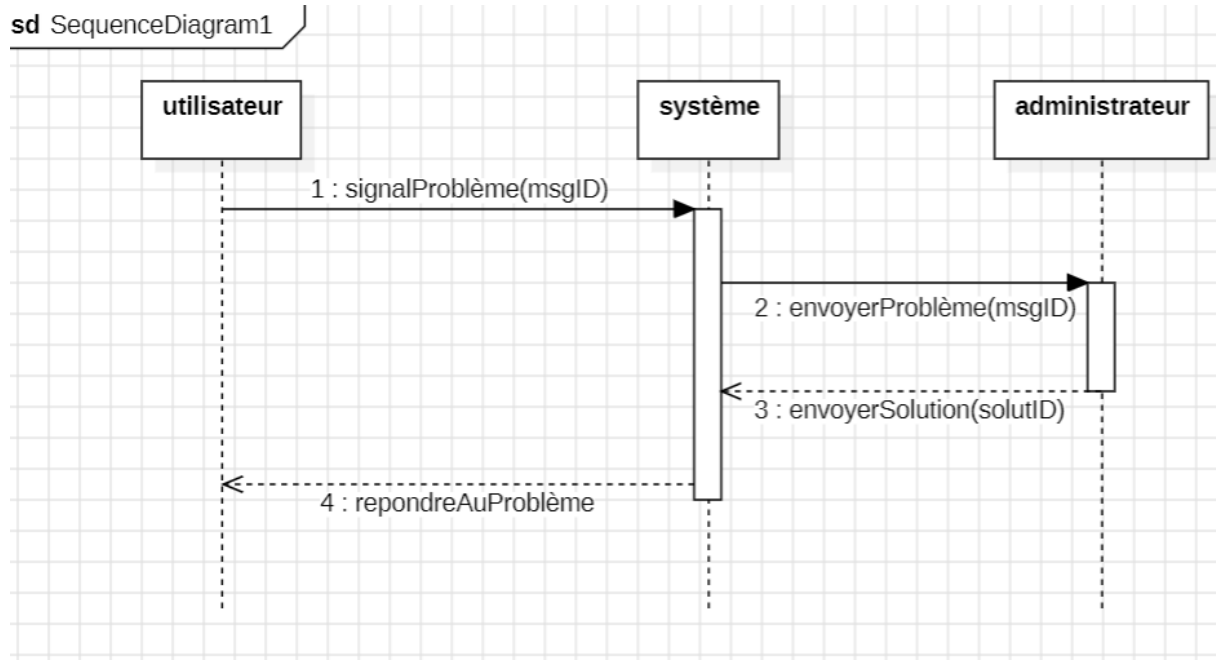 sd SequenceDiagram1
utilisateur
système
administrateur
1 : signalProblème(msgID)
2 : envoyerProblème(msgID)
3 : envoyerSolution(solutID)
4 : repondreAuProblème